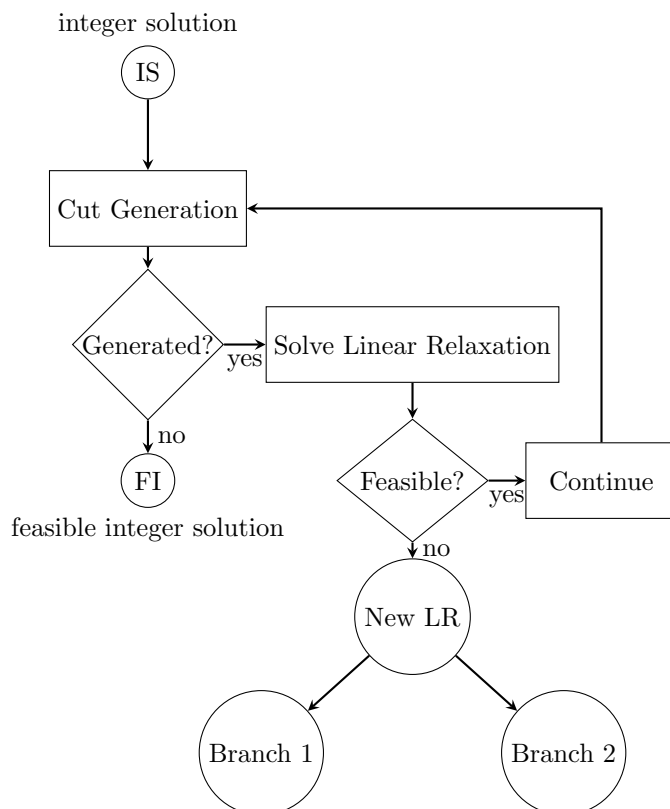 integer solution
IS
Cut Generation
Generated?
yes
Solve Linear Relaxation
no
FI
feasible integer solution
Feasible?
yes
Continue
no
New LR
Branch 1
Branch 2